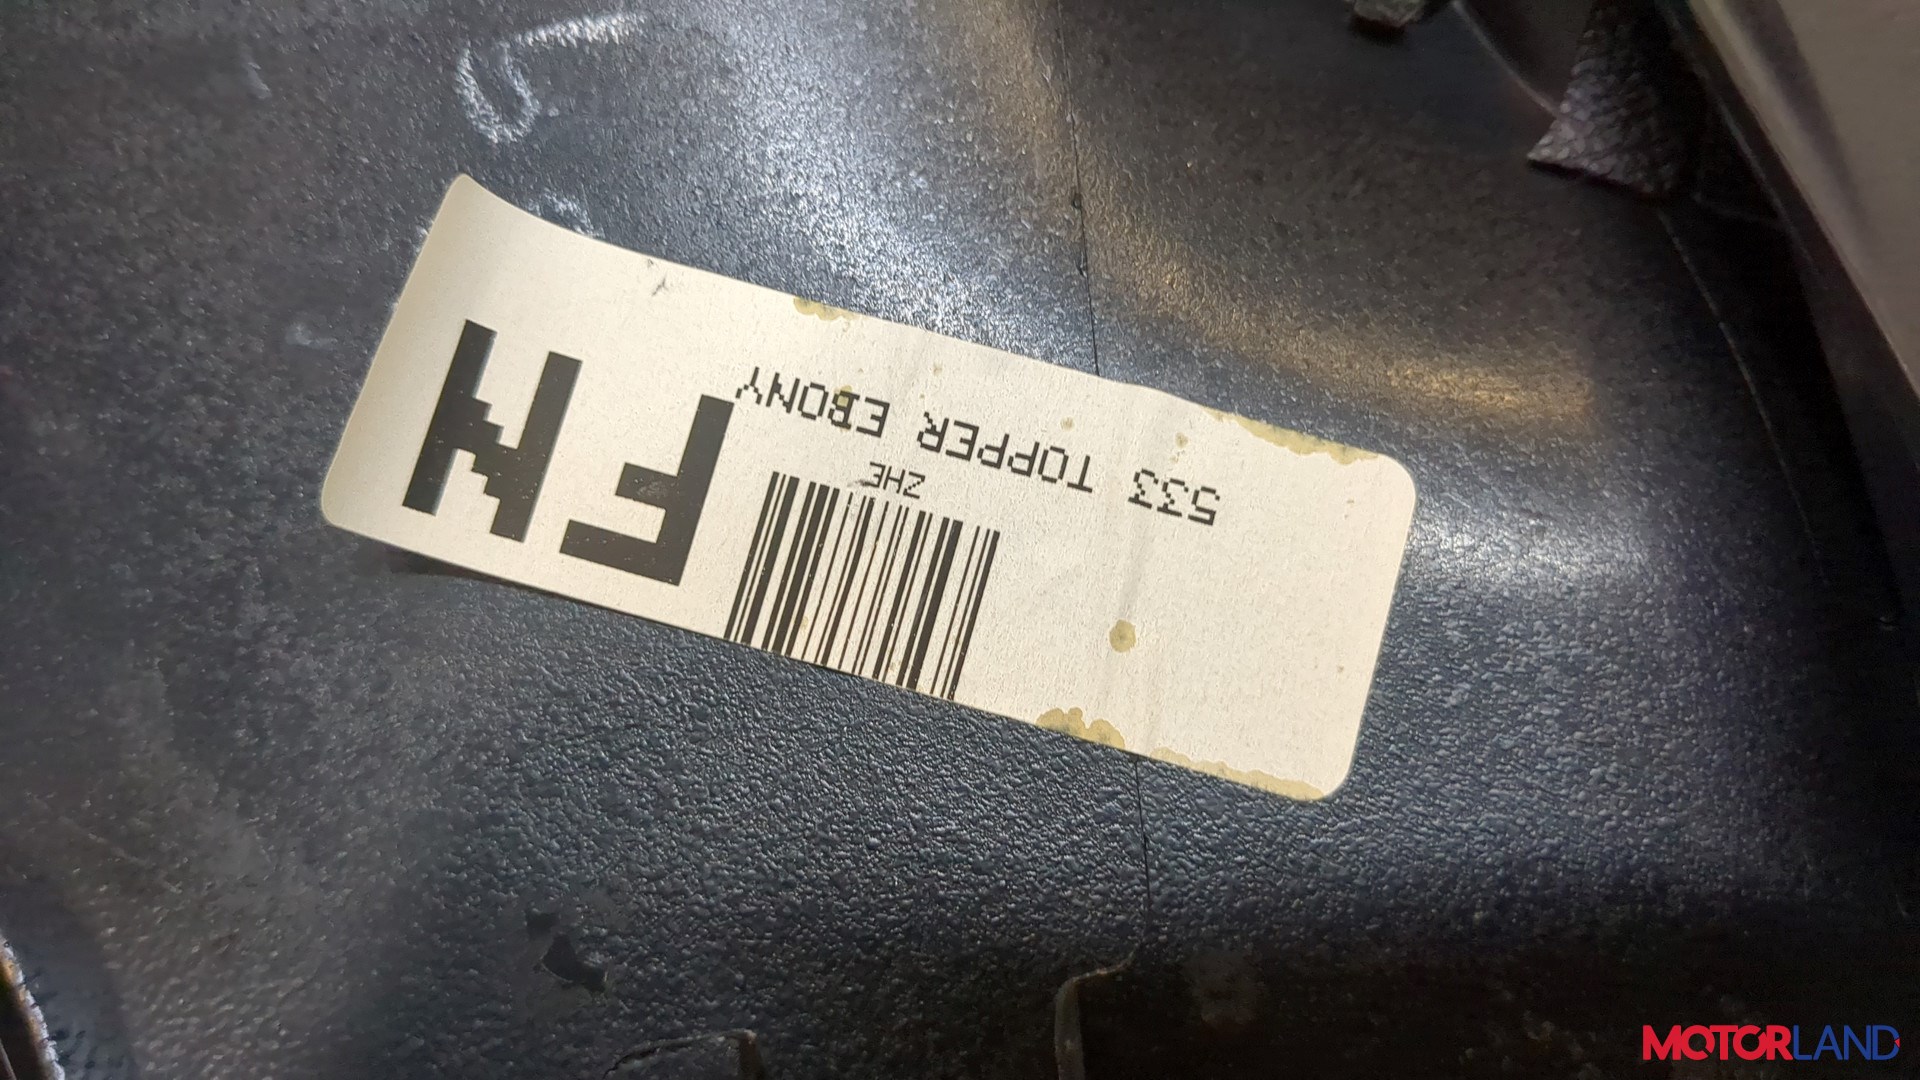 ZHE
FN
533 TOPPER EBONY
MOTORLAND